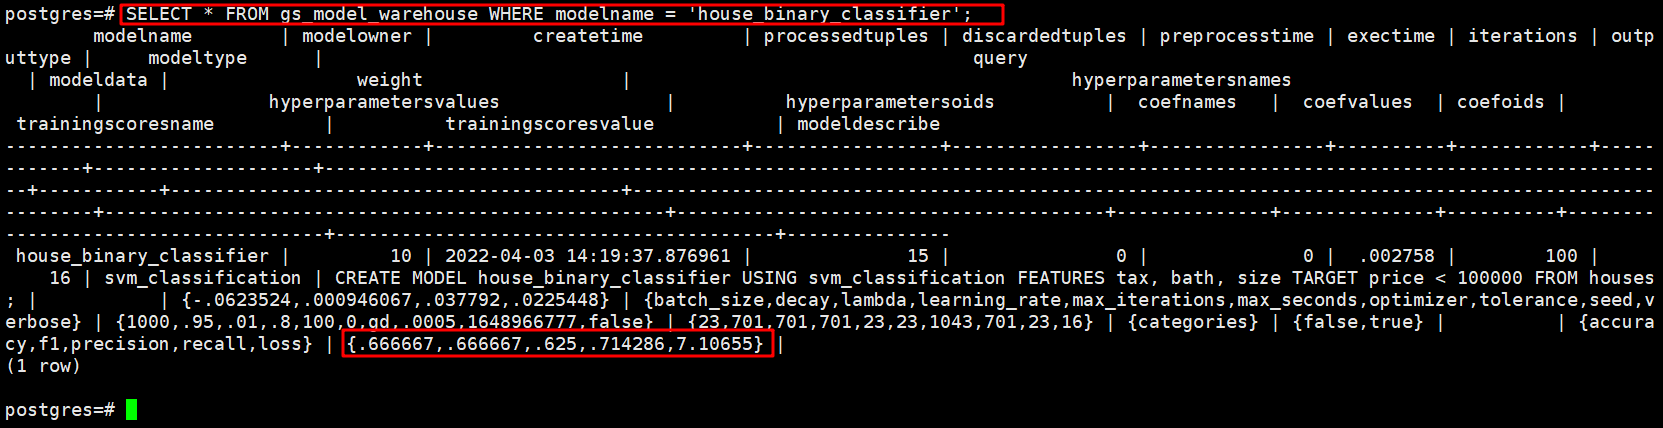 postgres=# SELECT * FROM gs_model_warehouse WHERE modelname = 'house_binary_classifier';
        modelname        | modelowner |         createtime         | processedtuples | discardedtuples | preprocesstime | exectime | iterations | outp
uttype |     modeltype      |                                                           query
  | modeldata |                 weight                  |                                        hyperparametersnames
        |               hyperparametersvalues               |          hyperparametersoids          |  coefnames   |  coefvalues  | coefoids |
 trainingscoresname          |          trainingscoresvalue           | modeldescribe
-------------------------+------------+----------------------------+-----------------+-----------------+----------------+----------+------------+-----
-------+--------------------+-------------------------------------------------------------------------------------------------------------------------
--+-----------+-----------------------------------------+---------------------------------------------------------------------------------------------
--------+---------------------------------------------------+---------------------------------------+--------------+--------------+----------+--------
-----------------------------+----------------------------------------+---------------
 house_binary_classifier |         10 | 2022-04-03 14:19:37.876961 |              15 |               0 |              0 |  .002758 |        100 |
    16 | svm_classification | CREATE MODEL house_binary_classifier USING svm_classification FEATURES tax, bath, size TARGET price < 100000 FROM houses
; |           | {-.0623524,.000946067,.037792,.0225448} | {batch_size,decay,lambda,learning_rate,max_iterations,max_seconds,optimizer,tolerance,seed,v
erbose} | {1000,.95,.01,.8,100,0,gd,.0005,1648966777,false} | {23,701,701,701,23,23,1043,701,23,16} | {categories} | {false,true} |          | {accura
cy,f1,precision,recall,loss} | {.666667,.666667,.625,.714286,7.10655} |
(1 row)
postgres=#